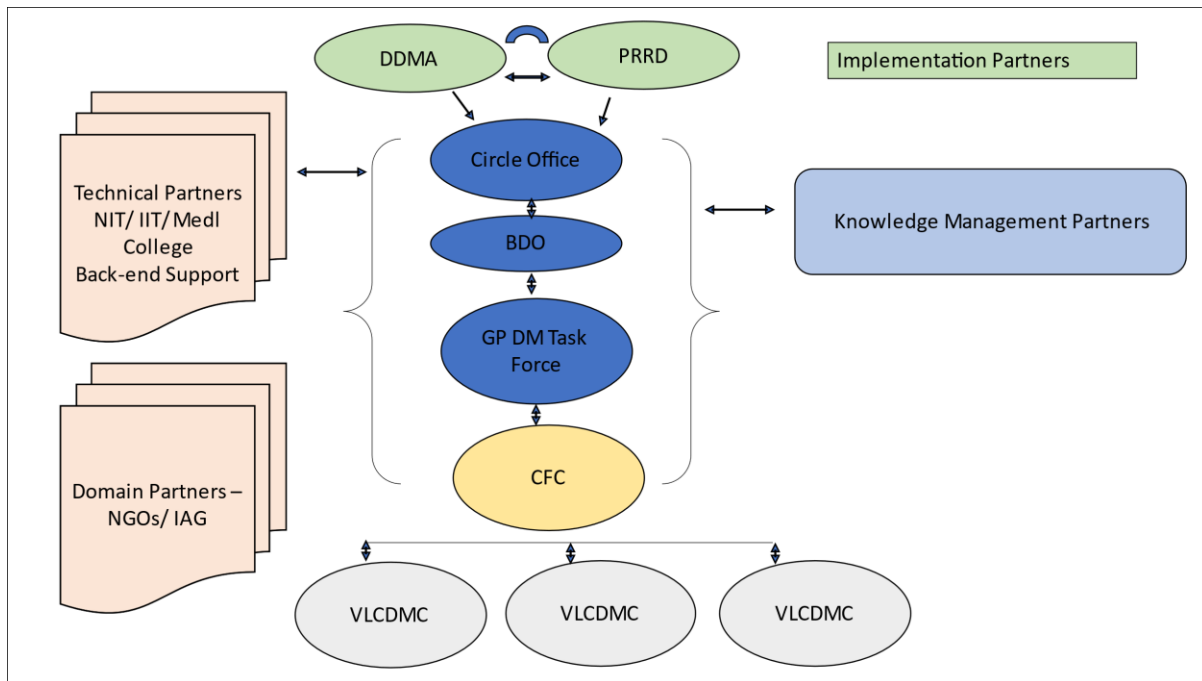 DDMA
PRRD
Implementation Partners
Circle Office
Technical Partners
NIT/ IIT/ Medl
College
Back-end Support
Knowledge Management Partners
BDO
GP DM Task
Force
CFC
Domain Partners –
NGOs/ IAG
VLCDMC
VLCDMC
VLCDMC